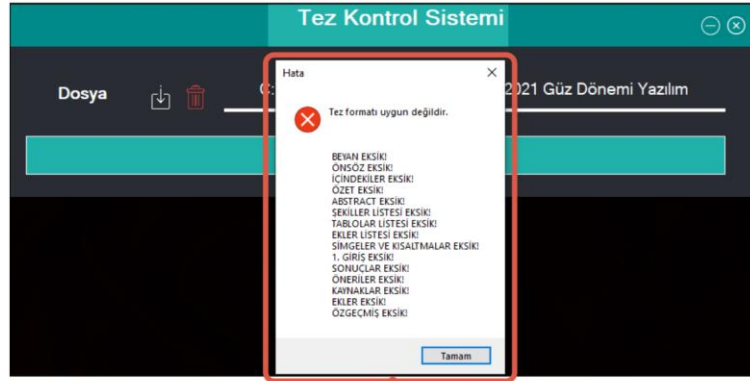 Tez Kontrol Sistemi
Hata
Dosya
C:
2021 Güz Dönemi Yazılım
Tez formatı uygun değildir.
BEYAN EKSİK!
ÖNSÖZ EKSİK!
İÇİNDEKİLER EKSİK!
ÖZET EKSİK!
ABSTRACT EKSİK!
ŞEKİLLER LİSTESİ EKSİK!
TABLOLAR LİSTESİ EKSİK!
EKLER LİSTESİ EKSİK!
SİMGELER VE KISALTMALAR EKSİK!
1. GİRİŞ EKSİK!
SONUÇLAR EKSİK!
ÖNERİLER EKSİK!
KAYNAKLAR EKSİK!
EKLER EKSİK!
ÖZGEÇMİŞ EKSİK!
Tamam